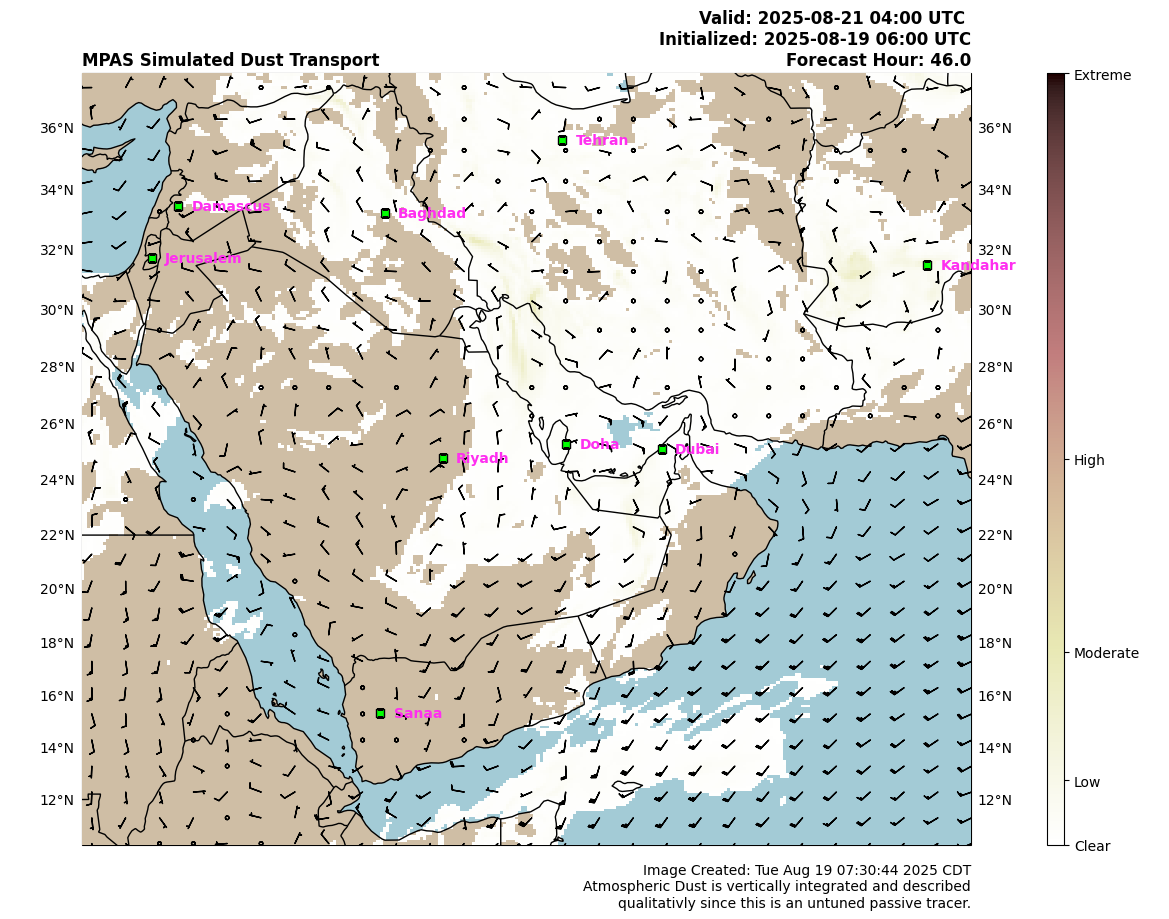 Valid: 2025-08-21 04:00 UTC
Initialized: 2025-08-19 06:00 UTC
MPAS Simulated Dust Transport
Forecast Hour: 46.0
Extreme
36°N
36°N
Tehran
34°N
34°N
Damascus
Baghdad
32°N
32°N
Jerusalem
Kandahar
30°N
30°N
28°N
28°N
26°N
26°N
Doha
Dubai
Riyadh
High
24°N
24°N
22°N
22°N
20°N
20°N
18°N
18°N
Moderate
16°N
16°N
Sanaa
14°N
14°N
Low
12°N
12°N
Clear
Image Created: Tue Aug 19 07:30:44 2025 CDT
Atmospheric Dust is vertically integrated and described
qualitativly since this is an untuned passive tracer.